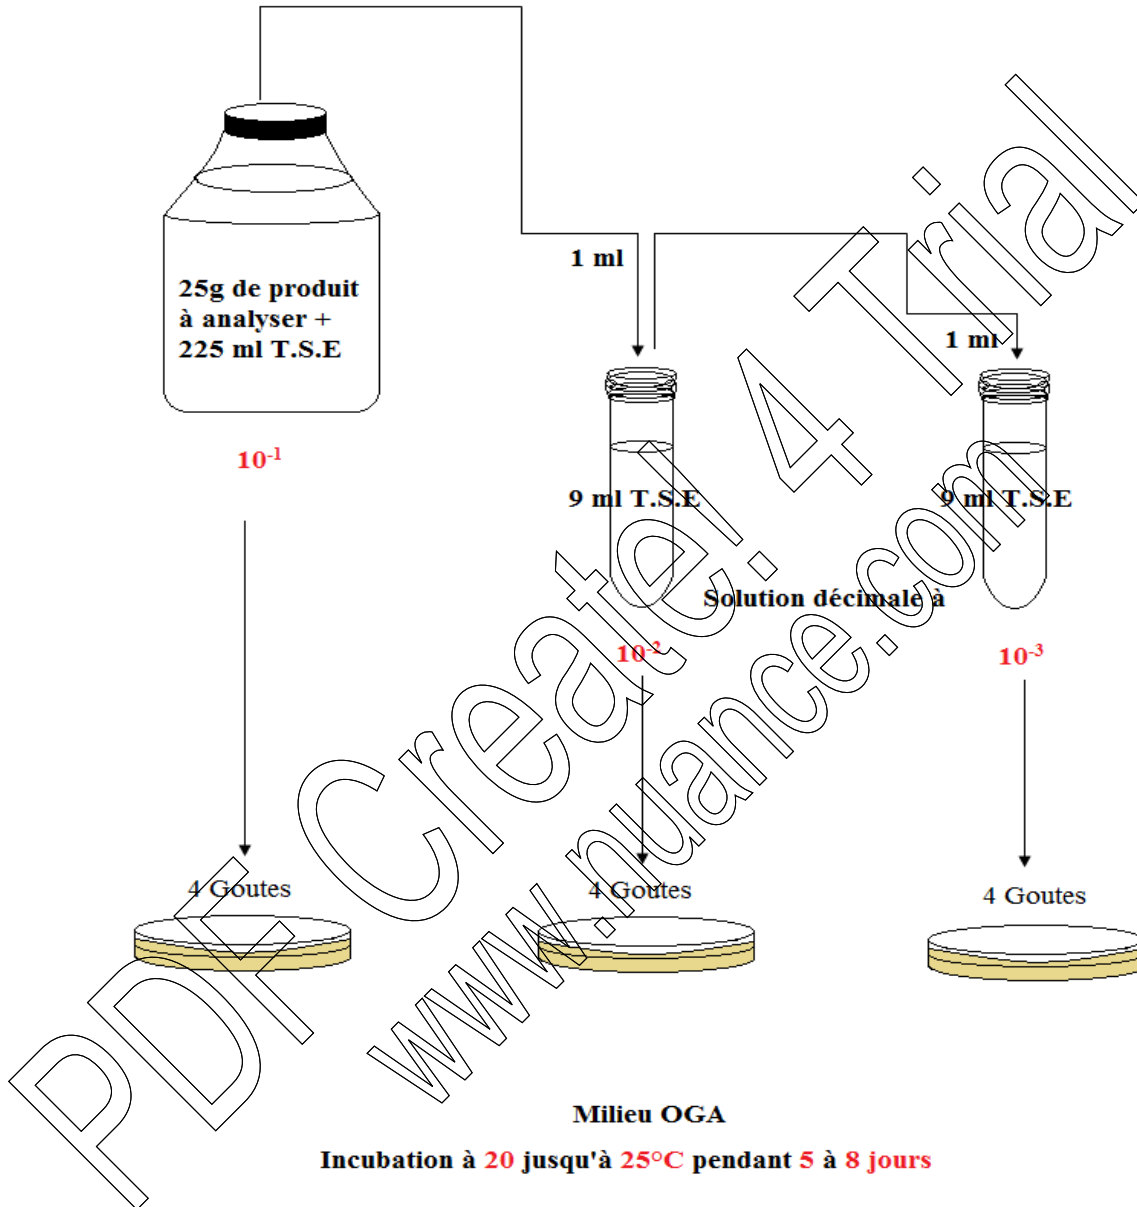 1 ml
25g de produit
à analyser +
225 ml T.S.E
1 ml
10⁻¹
9 ml T.S.E
9 ml T.S.E
Solution décimale à
10⁻²
10⁻³
4 Goutes
4 Goutes
4 Goutes
Milieu OGA
Incubation à 20 jusqu'à 25°C pendant 5 à 8 jours
PDF Create! 4 Trial
www.nuance.com